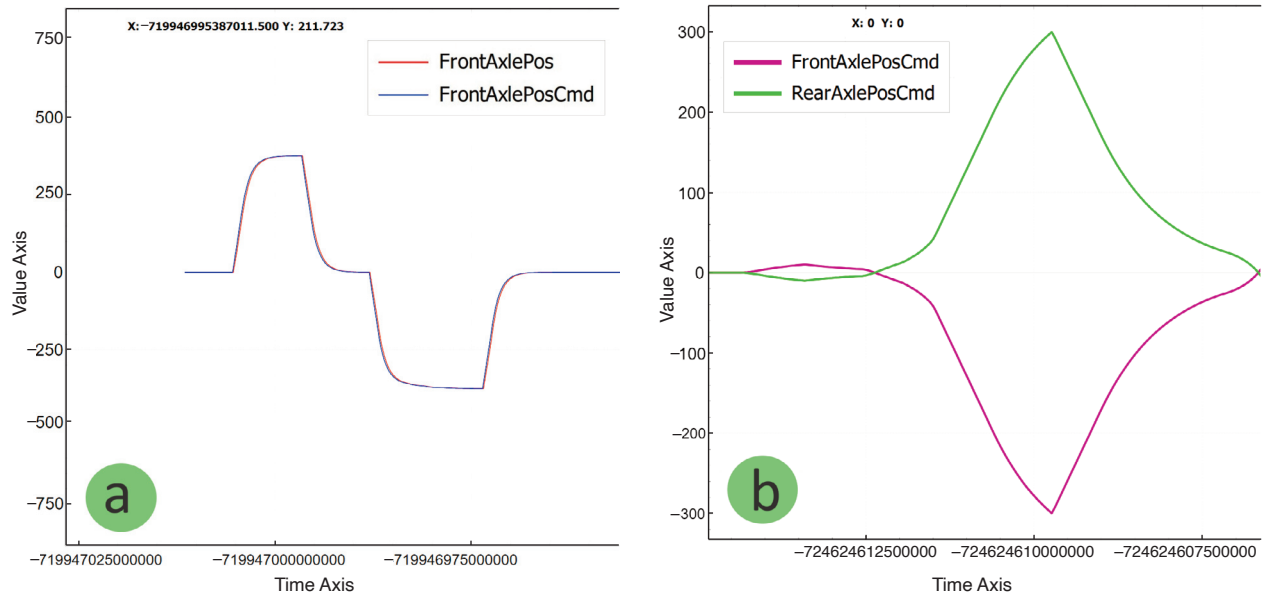 X:−719946995387011.500 Y: 211.723
FrontAxlePos
FrontAxlePosCmd
750
500
250
0
−250
−500
−750
Value Axis
−719947025000000
−719947000000000
−719946975000000
Time Axis
a
X: 0 Y: 0
FrontAxlePosCmd
RearAxlePosCmd
300
200
100
0
−100
−200
−300
Value Axis
−724624612500000
−724624610000000
−724624607500000
Time Axis
b